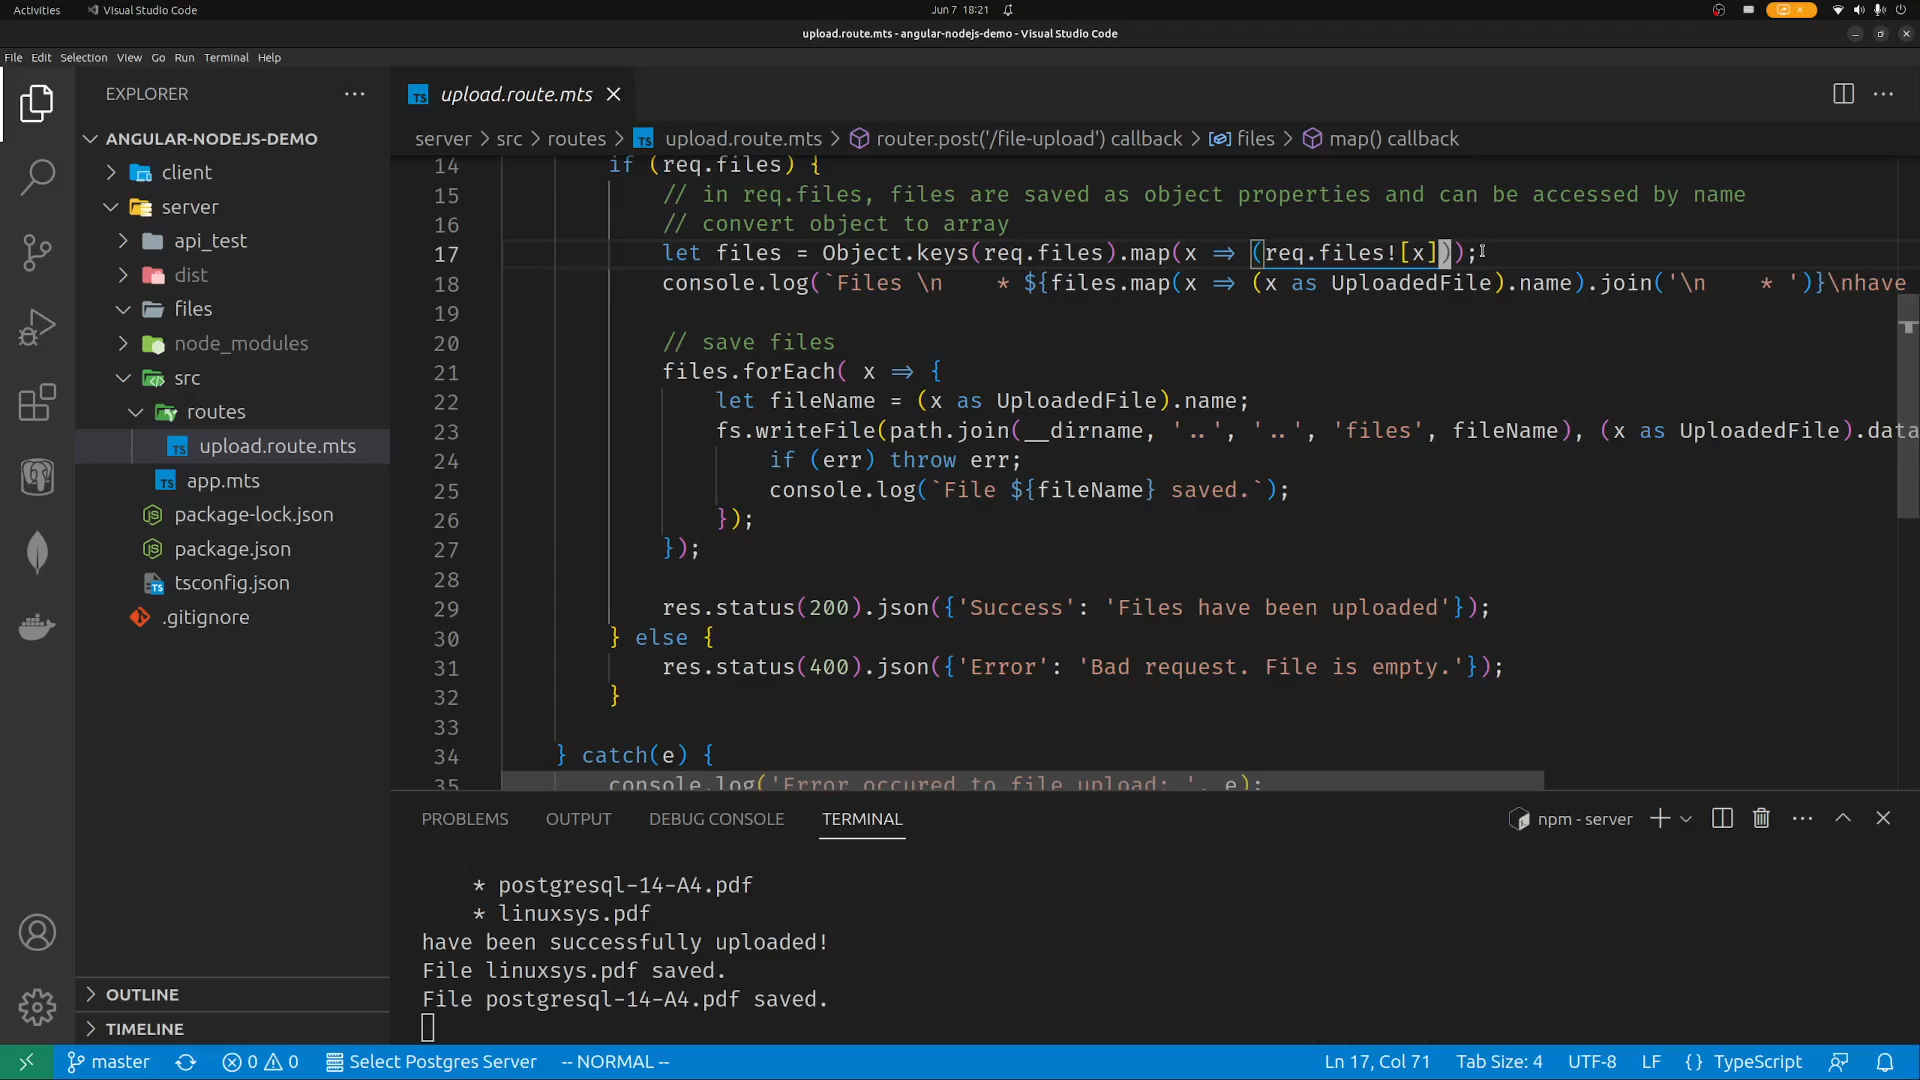 Activities
Visual Studio Code
Jun 7 18:21
upload.route.mts - angular-nodejs-demo - Visual Studio Code
File Edit Selection View Go Run Terminal Help
EXPLORER
ANGULAR-NODEJS-DEMO
client
server
api_test
dist
files
node_modules
src
routes
upload.route.mts
app.mts
package-lock.json
package.json
tsconfig.json
.gitignore
OUTLINE
TIMELINE
upload.route.mts
server > src > routes > upload.route.mts > router.post('/file-upload') callback > files > map() callback
14 if (req.files) {
15 // in req.files, files are saved as object properties and can be accessed by name
16 // convert object to array
17 let files = Object.keys(req.files).map(x => (req.files![x]));
18 console.log(`Files \n    * ${files.map(x => (x as UploadedFile).name).join('\n    * ')}\nhave
19
20 // save files
21 files.forEach( x => {
22 let fileName = (x as UploadedFile).name;
23 fs.writeFile(path.join(__dirname, '..', '..', 'files', fileName), (x as UploadedFile).data
24 if (err) throw err;
25 console.log(`File ${fileName} saved.`);
26 });
27 });
28
29 res.status(200).json({'Success': 'Files have been uploaded'});
30 } else {
31 res.status(400).json({'Error': 'Bad request. File is empty.'});
32 }
33
34 } catch(e) {
35 console.log('Error occured to file upload: ', e);
PROBLEMS OUTPUT DEBUG CONSOLE TERMINAL
npm - server
* postgresql-14-A4.pdf
* linuxsys.pdf
have been successfully uploaded!
File linuxsys.pdf saved.
File postgresql-14-A4.pdf saved.
master 0 0 Select Postgres Server -- NORMAL -- Ln 17, Col 71 Tab Size: 4 UTF-8 LF {} TypeScript